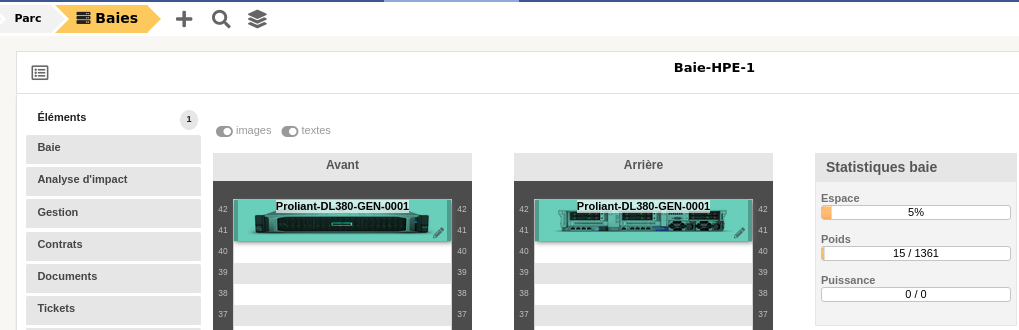 Parc
Baies
Baie-HPE-1
Éléments 1
Baie
Analyse d'impact
Gestion
Contrats
Documents
Tickets
images textes
Avant
42 Proliant-DL380-GEN-0001 42
41 41
40 40
39 39
38 38
37 37
Arrière
42 Proliant-DL380-GEN-0001 42
41 41
40 40
39 39
38 38
37 37
Statistiques baie
Espace
5%
Poids
15 / 1361
Puissance
0 / 0